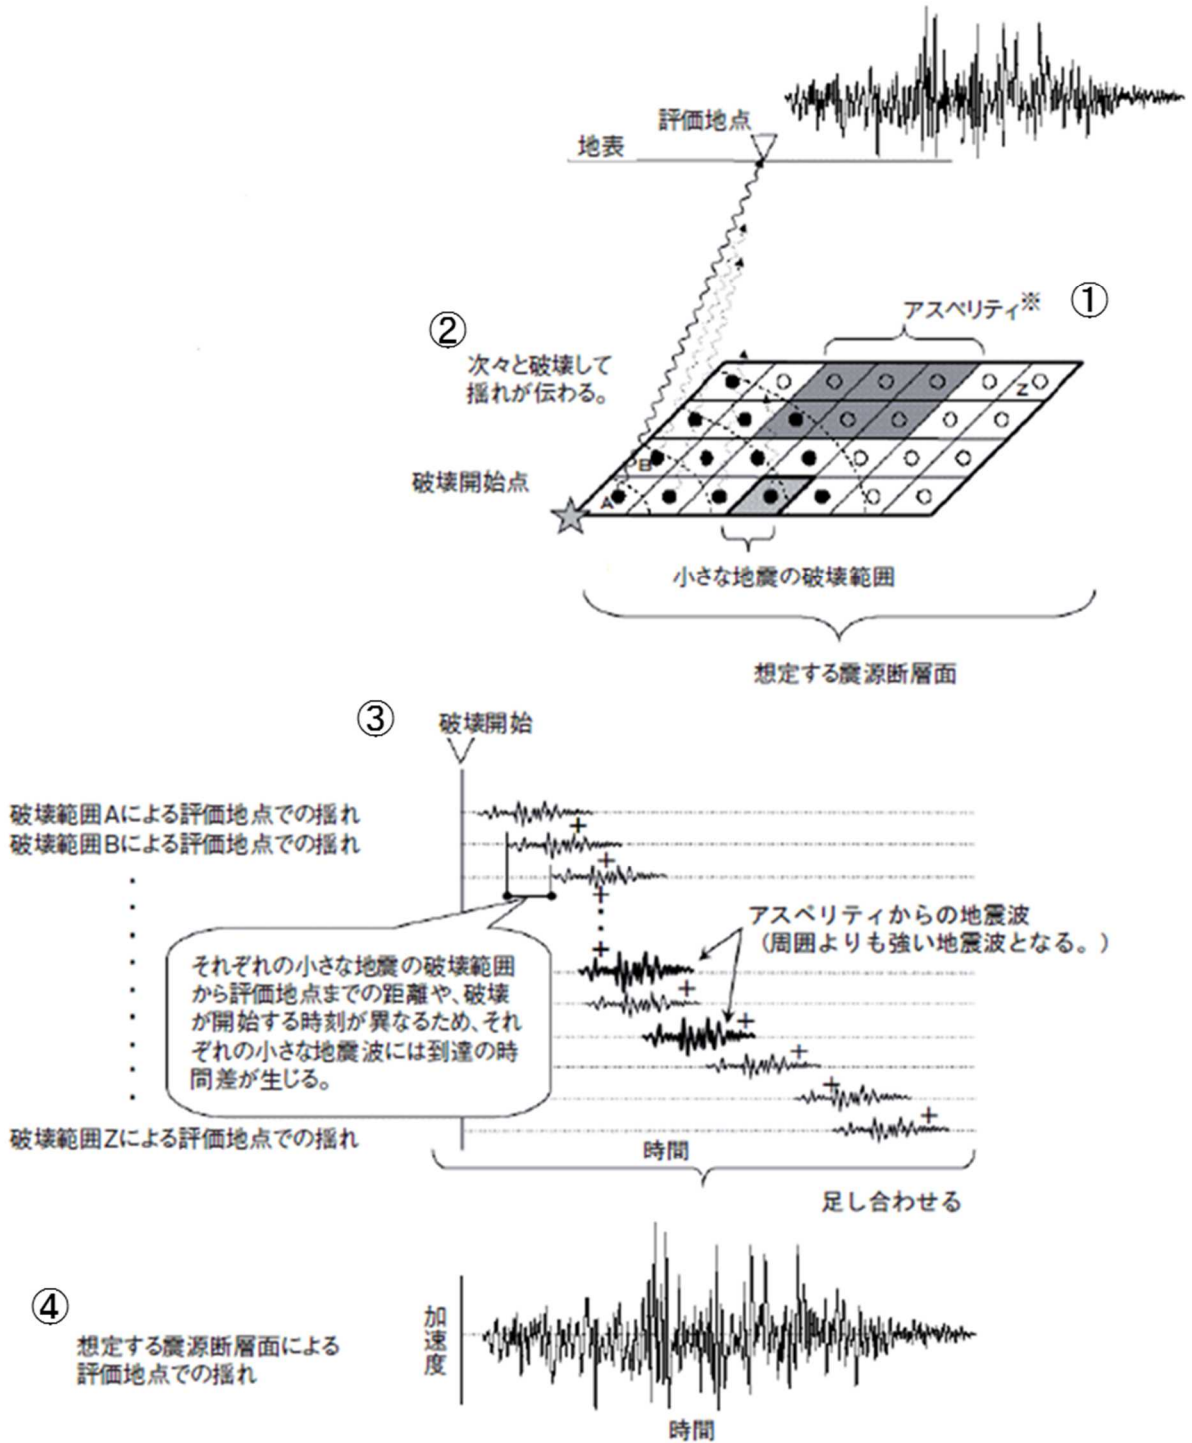 評価地点
地表
アスペリティ※
①
②
次々と破壊して
揺れが伝わる。
Z
B
破壊開始点
A
小さな地震の破壊範囲
想定する震源断層面
③
破壊開始
破壊範囲Aによる評価地点での揺れ
+
破壊範囲Bによる評価地点での揺れ
+
+
アスペリティからの地震波
(周囲よりも強い地震波となる。)
+
それぞれの小さな地震の破壊範囲
から評価地点までの距離や、破壊
が開始する時刻が異なるため、それ
ぞれの小さな地震波には到達の時
間差が生じる。
+
+
+
+
+
破壊範囲Zによる評価地点での揺れ
時間
足し合わせる
④
想定する震源断層面による
評価地点での揺れ
加速度
時間